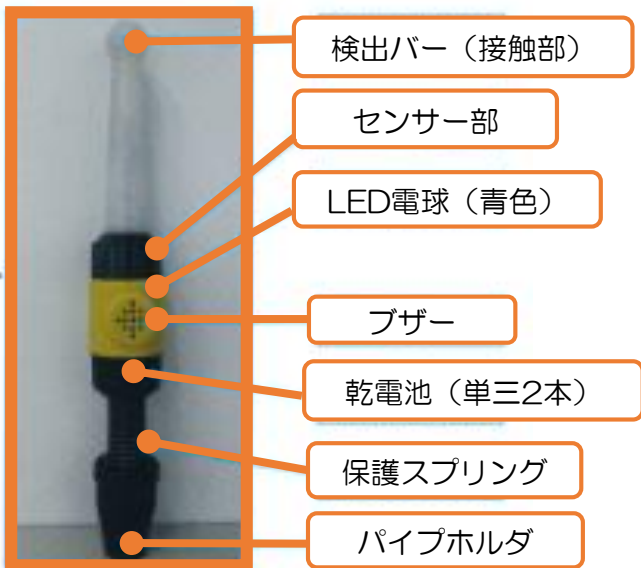 検出バー（接触部）
センサー部
LED電球（青色）
ブザー
乾電池（単三2本）
保護スプリング
パイプホルダ